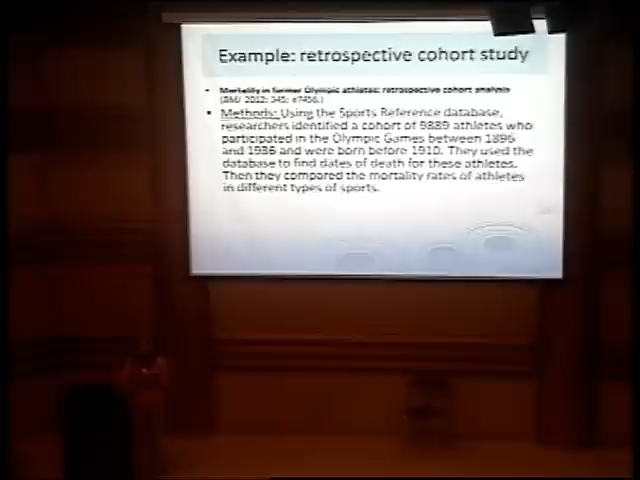 Example: retrospective cohort study
• Mortality in former Olympic athletes: retrospective cohort analysis
(BMJ 2012; 345: e7456.)
• Methods: Using the Sports Reference database,
researchers identified a cohort of 9889 athletes who
participated in the Olympic Games between 1896
and 1936 and were born before 1910. They used the
database to find dates of death for these athletes.
Then they compared the mortality rates of athletes
in different types of sports.